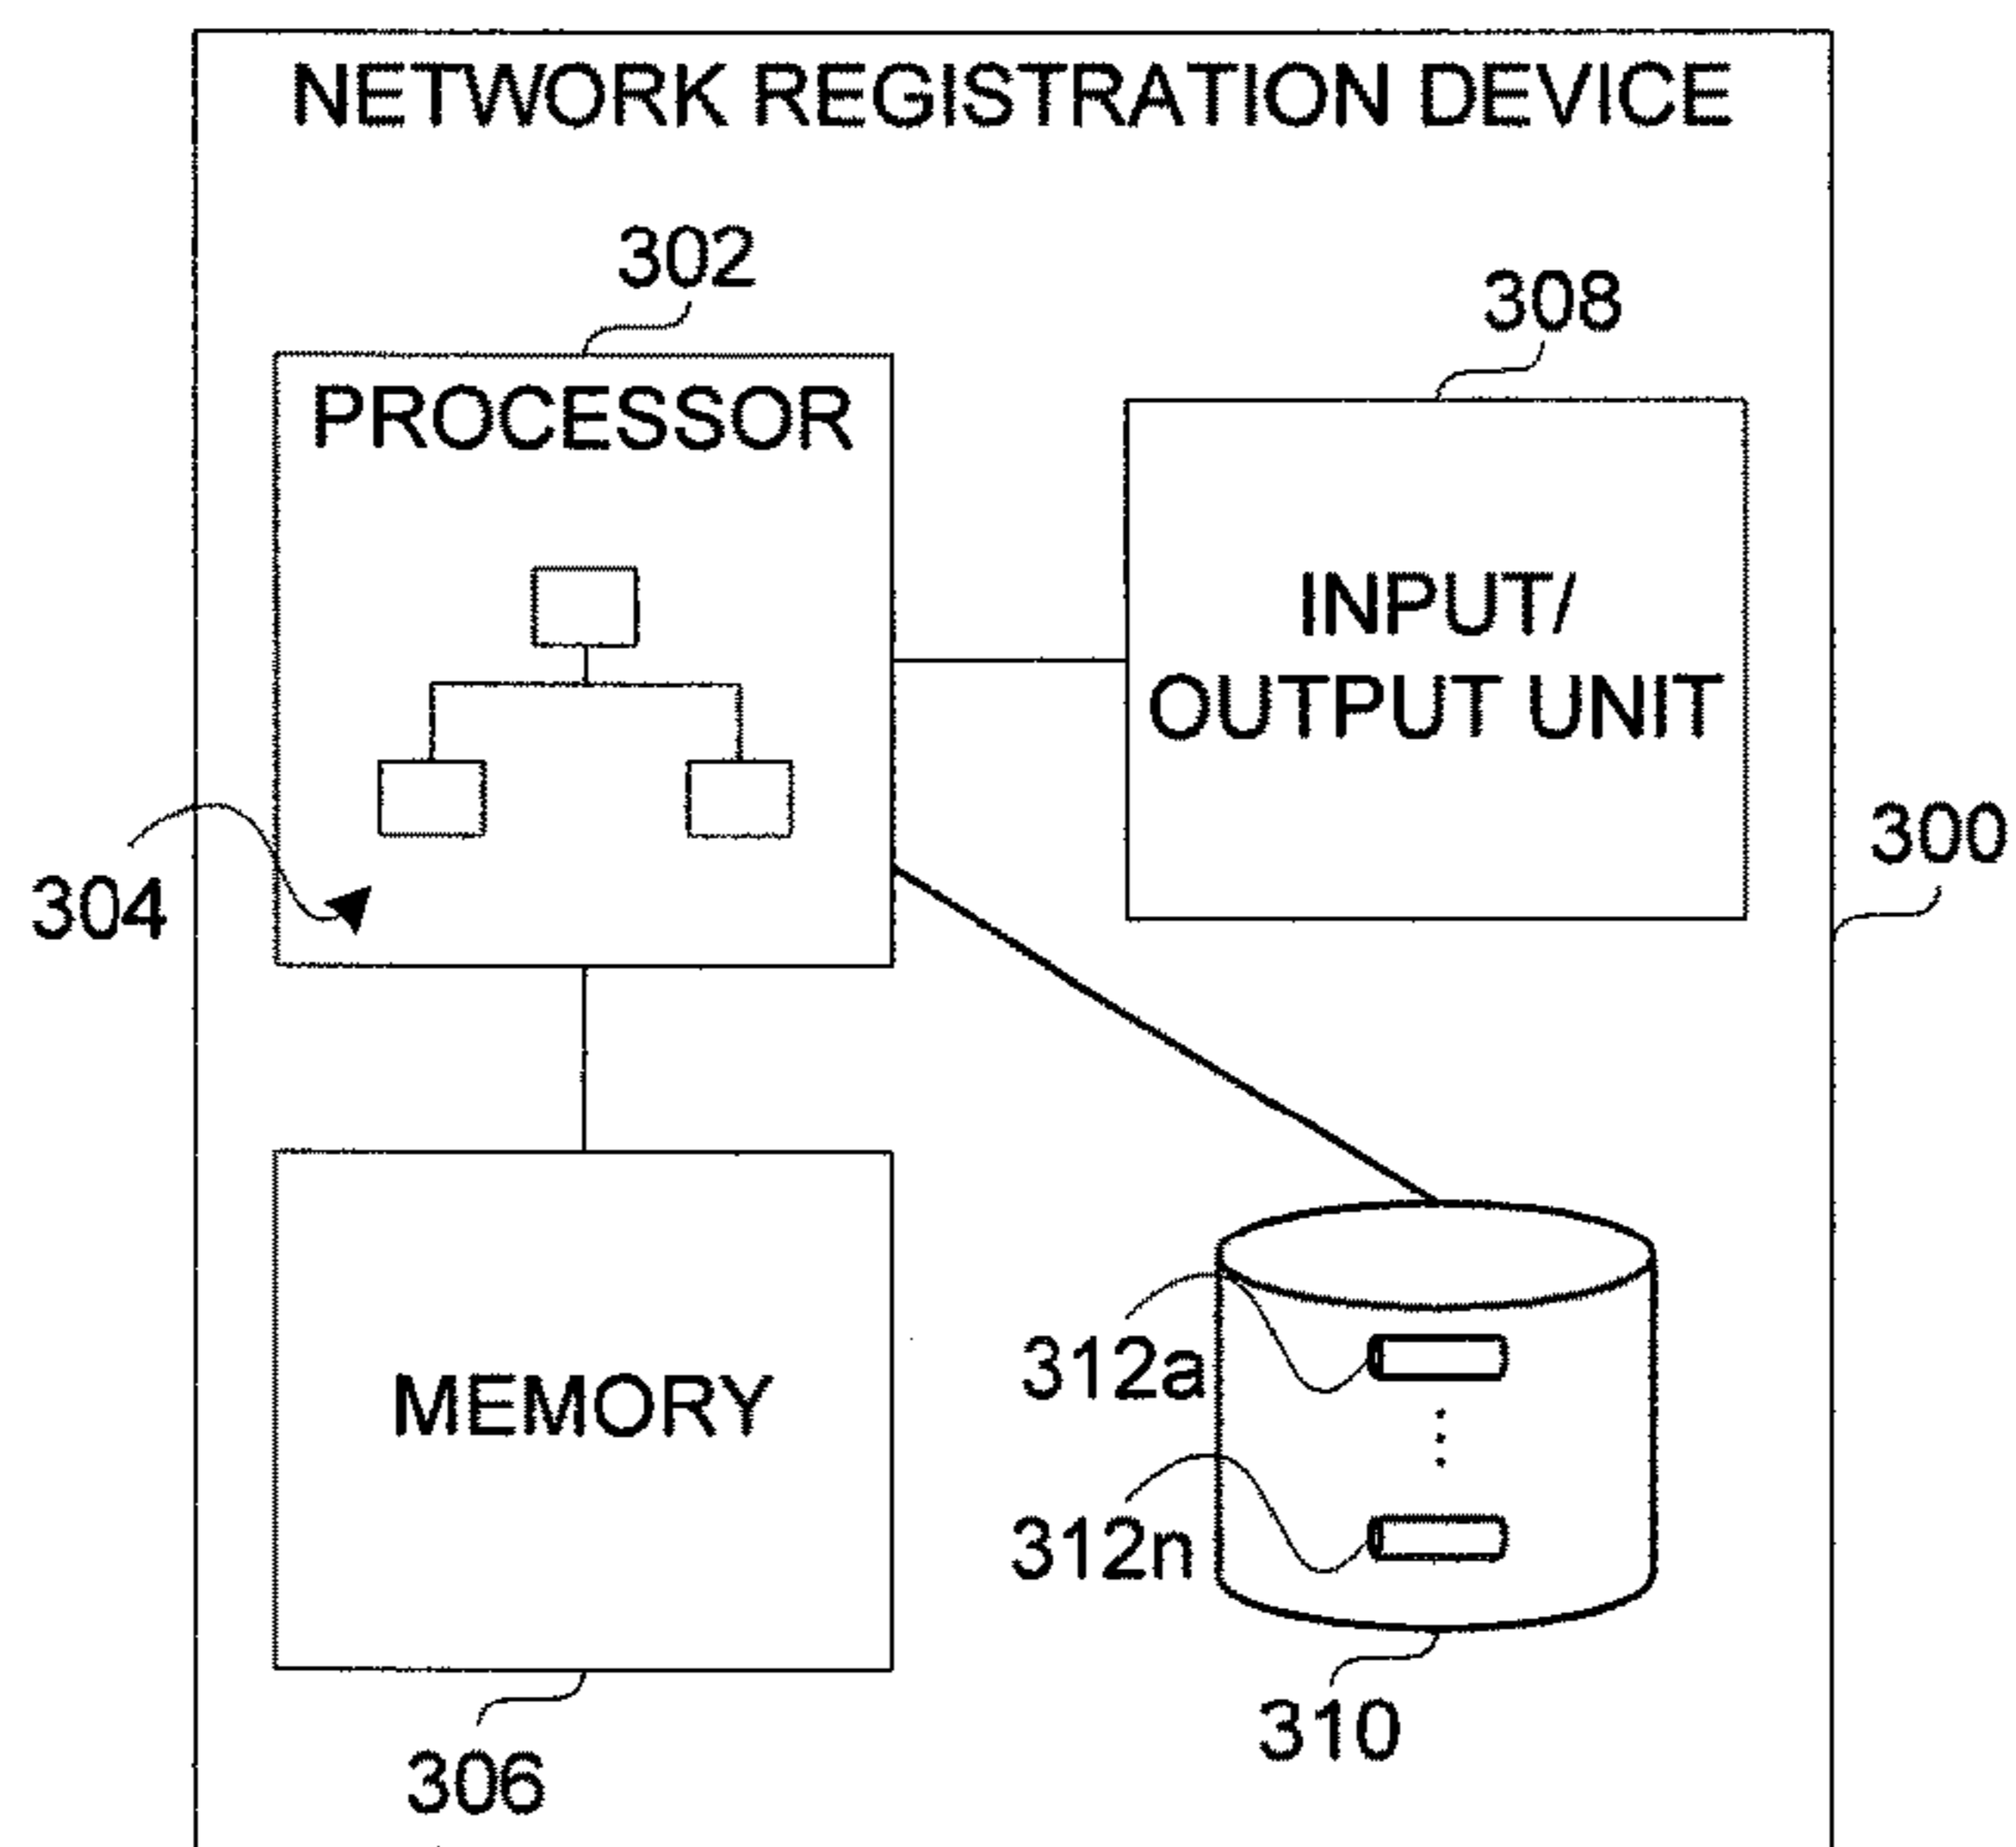 NETWORK REGISTRATION DEVICE
302
308
PROCESSOR
INPUT/
OUTPUT UNIT
300
304
312a
MEMORY
312n
310
306